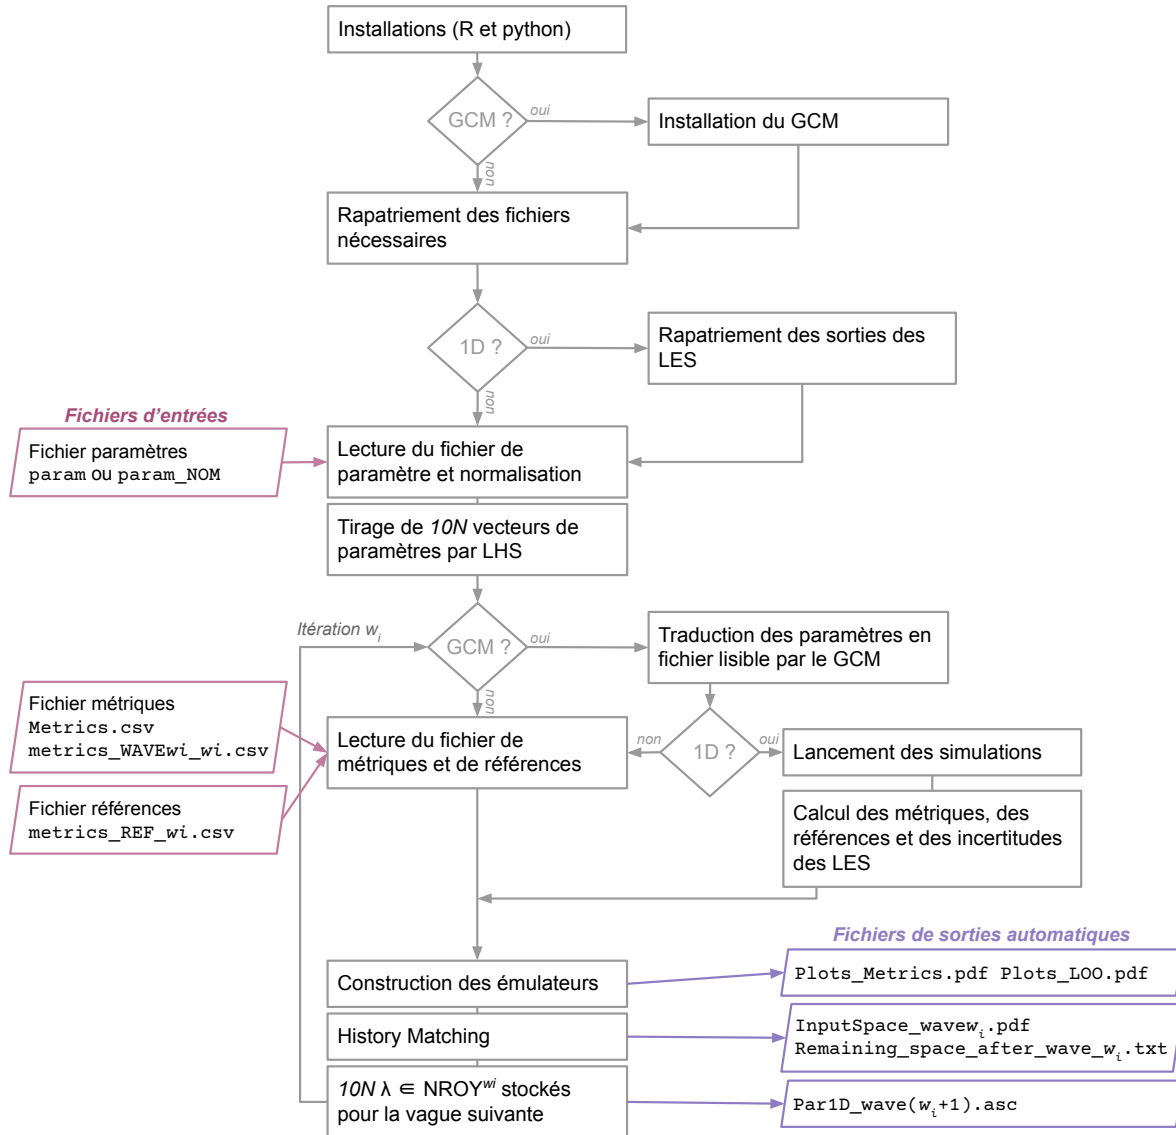 Installations (R et python)
GCM ?
oui
Installation du GCM
non
Rapatriement des fichiers
nécessaires
1D ?
oui
Rapatriement des sorties des
LES
non
Fichiers d'entrées
Fichier paramètres
param ou param_NOM
Lecture du fichier de
paramètre et normalisation
Tirage de 10N vecteurs de
paramètres par LHS
Itération w_i
GCM ?
oui
Traduction des paramètres en
fichier lisible par le GCM
non
Fichier métriques
Metrics.csv
metrics_WAVEwi_wi.csv
Lecture du fichier de
métriques et de références
non
1D ?
oui
Lancement des simulations
Fichier références
metrics_REF_wi.csv
Calcul des métriques, des
références et des incertitudes
des LES
Fichiers de sorties automatiques
Construction des émulateurs
Plots_Metrics.pdf Plots_LOO.pdf
History Matching
InputSpace_wavew_i.pdf
Remaining_space_after_wave_w_i.txt
10N λ ∈ NROY^wi stockés
pour la vague suivante
Par1D_wave(w_i+1).asc